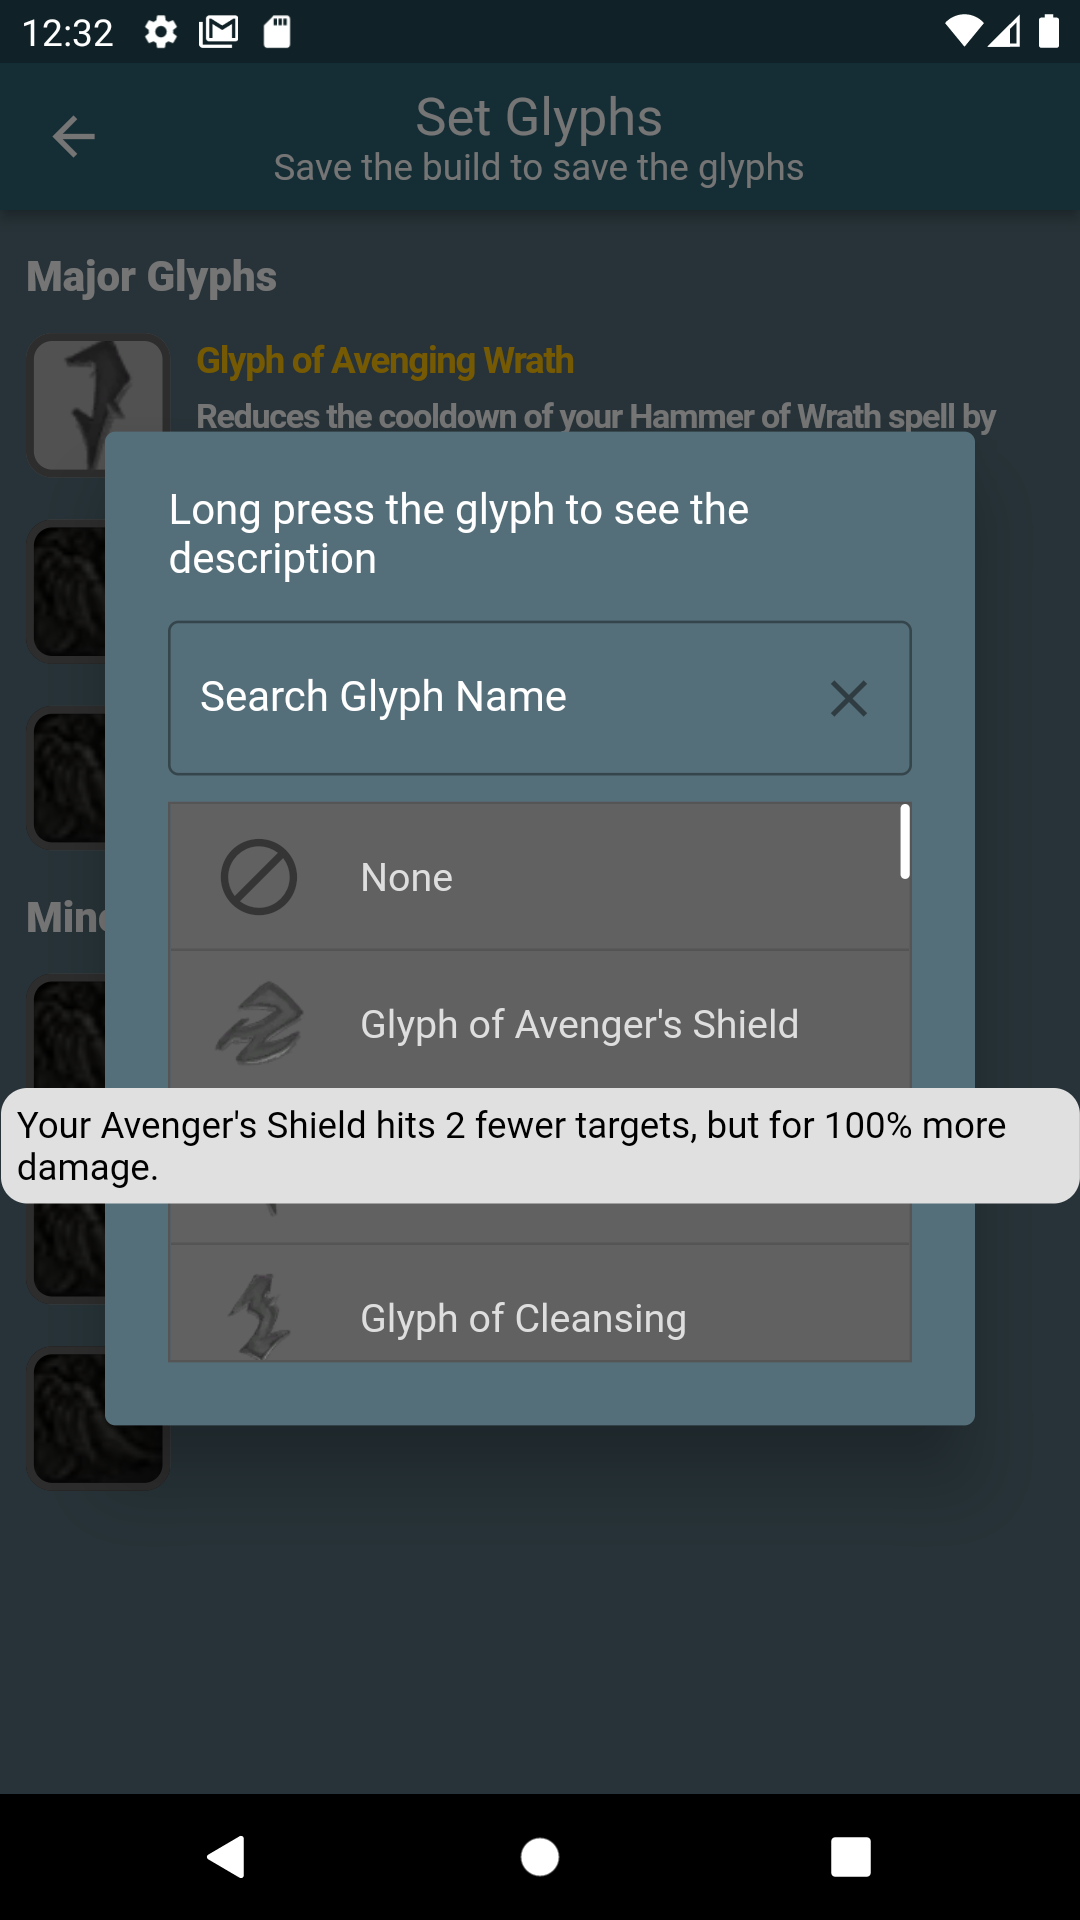 12:32
Set Glyphs
Save the build to save the glyphs
Major Glyphs
Glyph of Avenging Wrath
Reduces the cooldown of your Hammer of Wrath spell by
Long press the glyph to see the
description
Search Glyph Name
None
Glyph of Avenger's Shield
Your Avenger's Shield hits 2 fewer targets, but for 100% more
damage.
Glyph of Cleansing